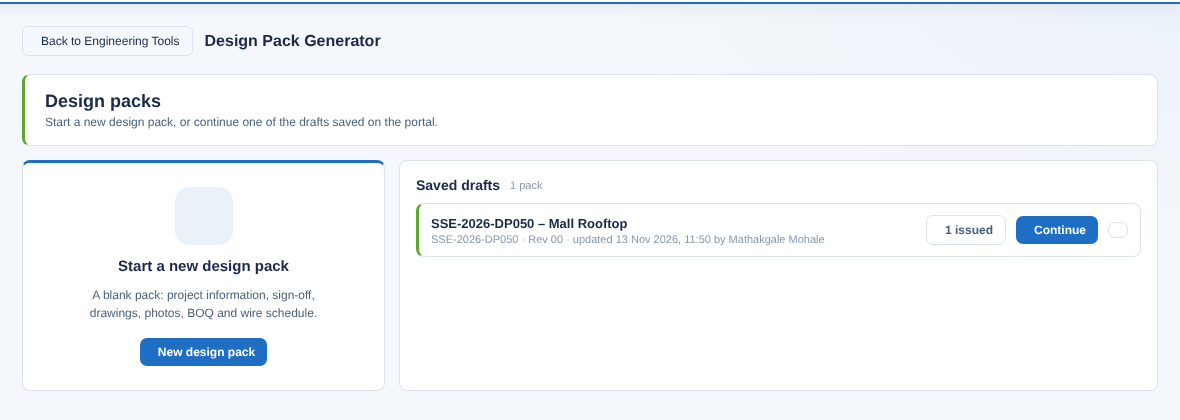 Back to Engineering Tools
Design Pack Generator
Design packs
Start a new design pack, or continue one of the drafts saved on the portal.
Start a new design pack
A blank pack: project information, sign-off,
drawings, photos, BOQ and wire schedule.
New design pack
Saved drafts 1 pack
SSE-2026-DP050 – Mall Rooftop
SSE-2026-DP050 · Rev 00 · updated 13 Nov 2026, 11:50 by Mathakgale Mohale
1 issued
Continue